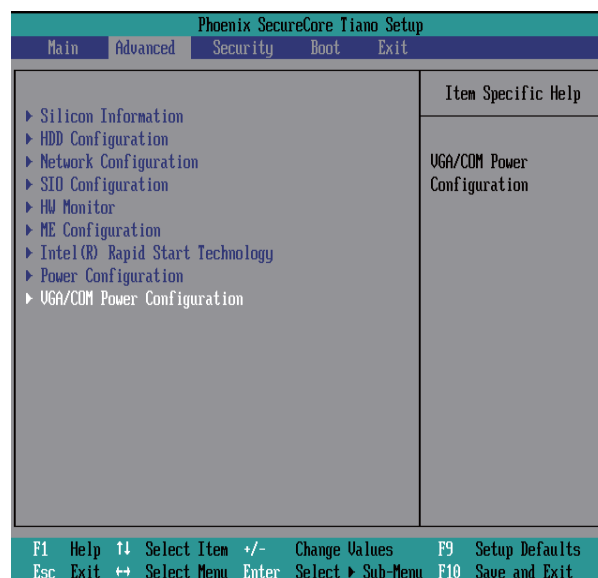 Phoenix SecureCore Tiano Setup
Main Advanced Security Boot Exit
Item Specific Help
▶ Silicon Information
▶ HDD Configuration
▶ Network Configuration
▶ SIO Configuration
▶ HW Monitor
▶ ME Configuration
▶ Intel(R) Rapid Start Technology
▶ Power Configuration
▶ VGA/COM Power Configuration
VGA/COM Power
Configuration
F1 Help ↑↓ Select Item +/- Change Values F9 Setup Defaults
Esc Exit ↔ Select Menu Enter Select ▶ Sub-Menu F10 Save and Exit